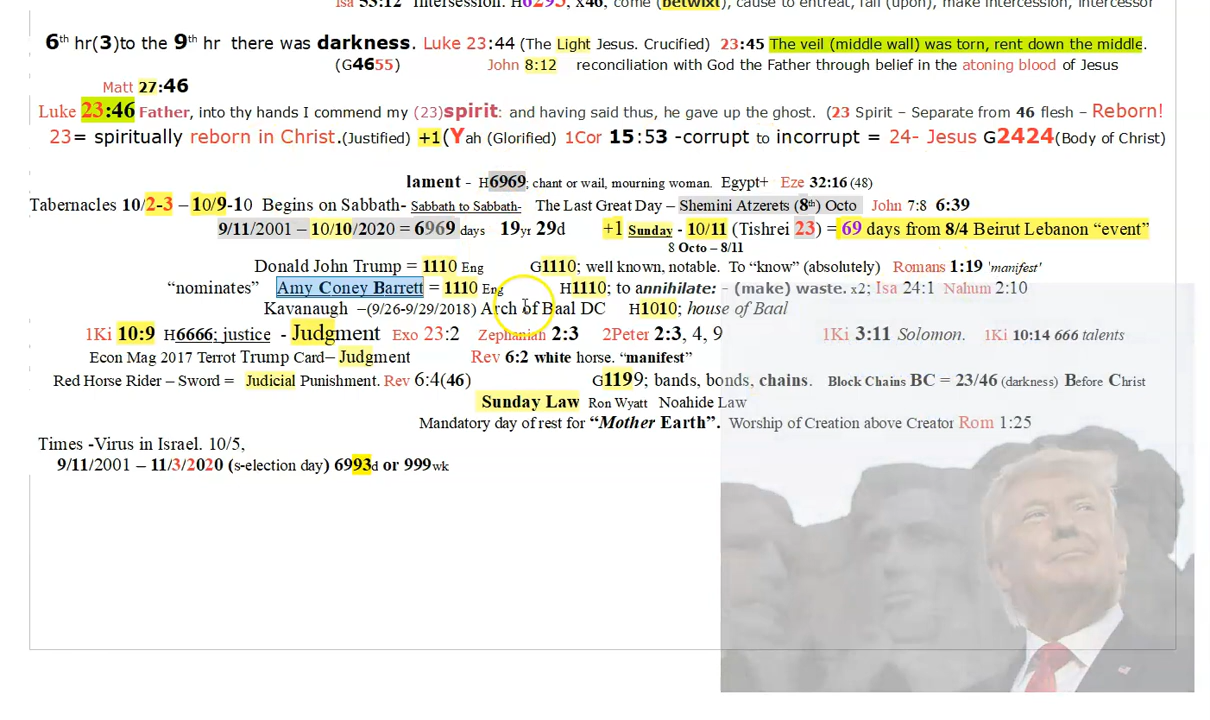 Isa 53:12 Intersession. H6293, x46, come (betwixt), cause to entreat, fall (upon), make intercession, intercessor
6th hr(3)to the 9th hr there was darkness. Luke 23:44 (The Light Jesus. Crucified) 23:45 The veil (middle wall) was torn, rent down the middle.
(G4655) John 8:12 reconciliation with God the Father through belief in the atoning blood of Jesus
Matt 27:46
Luke 23:46 Father, into thy hands I commend my (23)spirit: and having said thus, he gave up the ghost. (23 Spirit – Separate from 46 flesh – Reborn!
23= spiritually reborn in Christ.(Justified) +1(Yah (Glorified) 1Cor 15:53 -corrupt to incorrupt = 24- Jesus G2424(Body of Christ)
lament - H6969; chant or wail, mourning woman. Egypt+ Eze 32:16 (48)
Tabernacles 10/2-3 – 10/9-10 Begins on Sabbath- Sabbath to Sabbath- The Last Great Day – Shemini Atzerets (8th) Octo John 7:8 6:39
9/11/2001 – 10/10/2020 = 6969 days 19yr 29d +1 Sunday - 10/11 (Tishrei 23) = 69 days from 8/4 Beirut Lebanon “event”
8 Octo – 8/11
Donald John Trump = 1110 Eng G1110; well known, notable. To “know” (absolutely) Romans 1:19 'manifest'
“nominates” Amy Coney Barrett = 1110 Eng H1110; to annihilate: - (make) waste. x2; Isa 24:1 Nahum 2:10
Kavanaugh –(9/26-9/29/2018) Arch of Baal DC H1010; house of Baal
1Ki 10:9 H6666; justice - Judgment Exo 23:2 Zephaniah 2:3 2Peter 2:3, 4, 9 1Ki 3:11 Solomon. 1Ki 10:14 666 talents
Econ Mag 2017 Terrot Trump Card– Judgment Rev 6:2 white horse. “manifest”
Red Horse Rider – Sword = Judicial Punishment. Rev 6:4(46) G1199; bands, bonds, chains. Block Chains BC = 23/46 (darkness) Before Christ
Sunday Law Ron Wyatt Noahide Law
Mandatory day of rest for “Mother Earth”. Worship of Creation above Creator Rom 1:25
Times -Virus in Israel. 10/5,
9/11/2001 – 11/3/2020 (s-election day) 6993d or 999wk